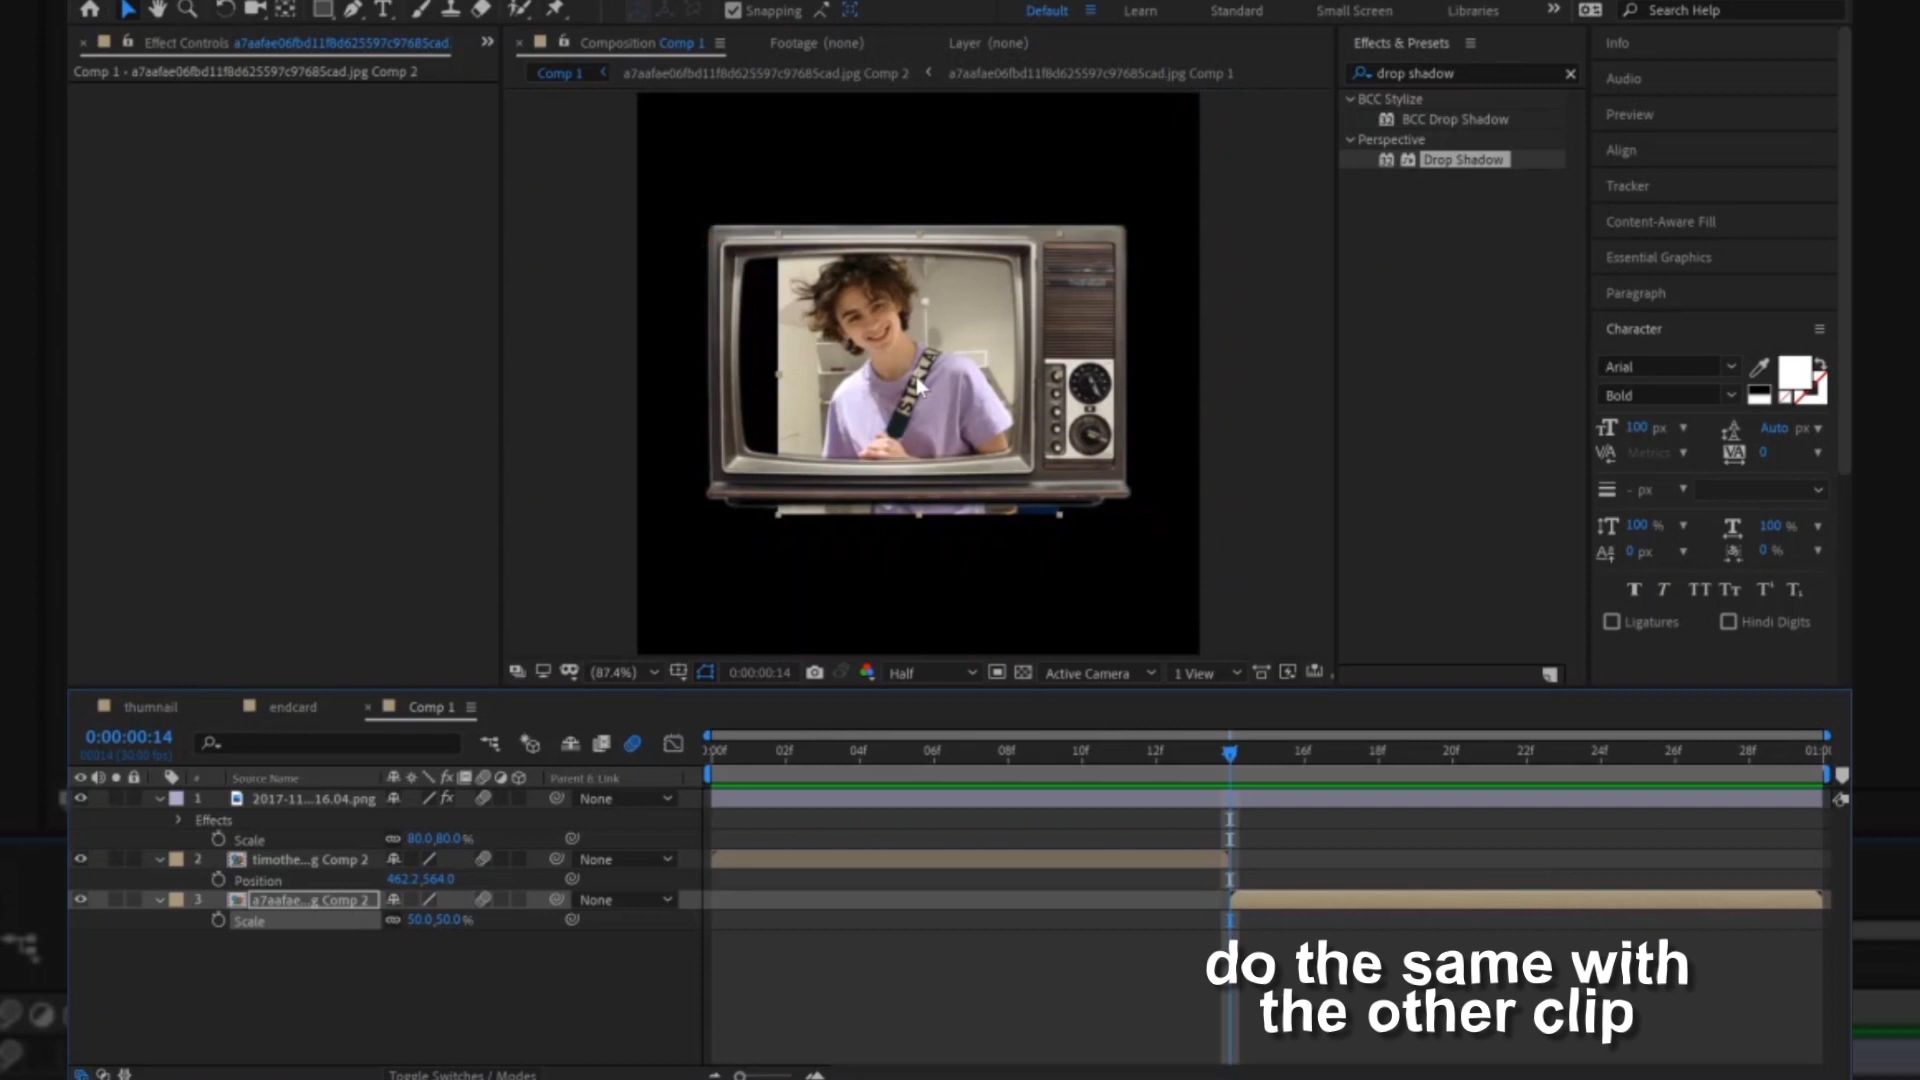 Snapping
Default
Learn
Standard
Small Screen
Libraries
Search Help
Effect Controls a7aafae06fbd11f8d625597c97685cad.
Composition Comp 1
Footage (none)
Layer (none)
Effects & Presets
Info
Comp 1 • a7aafae06fbd11f8d625597c97685cad.jpg Comp 2
Comp 1
a7aafae06fbd11f8d625597c97685cad.jpg Comp 2
a7aafae06fbd11f8d625597c97685cad.jpg Comp 1
drop shadow
BCC Stylize
BCC Drop Shadow
Perspective
Drop Shadow
Audio
Preview
Align
Tracker
Content-Aware Fill
Essential Graphics
Paragraph
Character
Arial
Bold
100 px
Auto px
Metrics
0
- px
100 %
100 %
0 px
0 %
Ligatures
Hindi Digits
(87.4%)
0:00:00:14
Half
Active Camera
1 View
thumnail
endcard
Comp 1
0:00:00:14
00014 (30.00 fps)
:00f 02f 04f 06f 08f 10f 12f 16f 18f 20f 22f 24f 26f 28f 01:0
# Source Name
Parent & Link
1 2017-11...16.04.png
None
Effects
Scale
80.0,80.0%
2 timothe...g Comp 2
None
Position
462.2,564.0
3 a7aafae...g Comp 2
None
Scale
50.0,50.0%
do the same with
the other clip
Toggle Switches / Modes